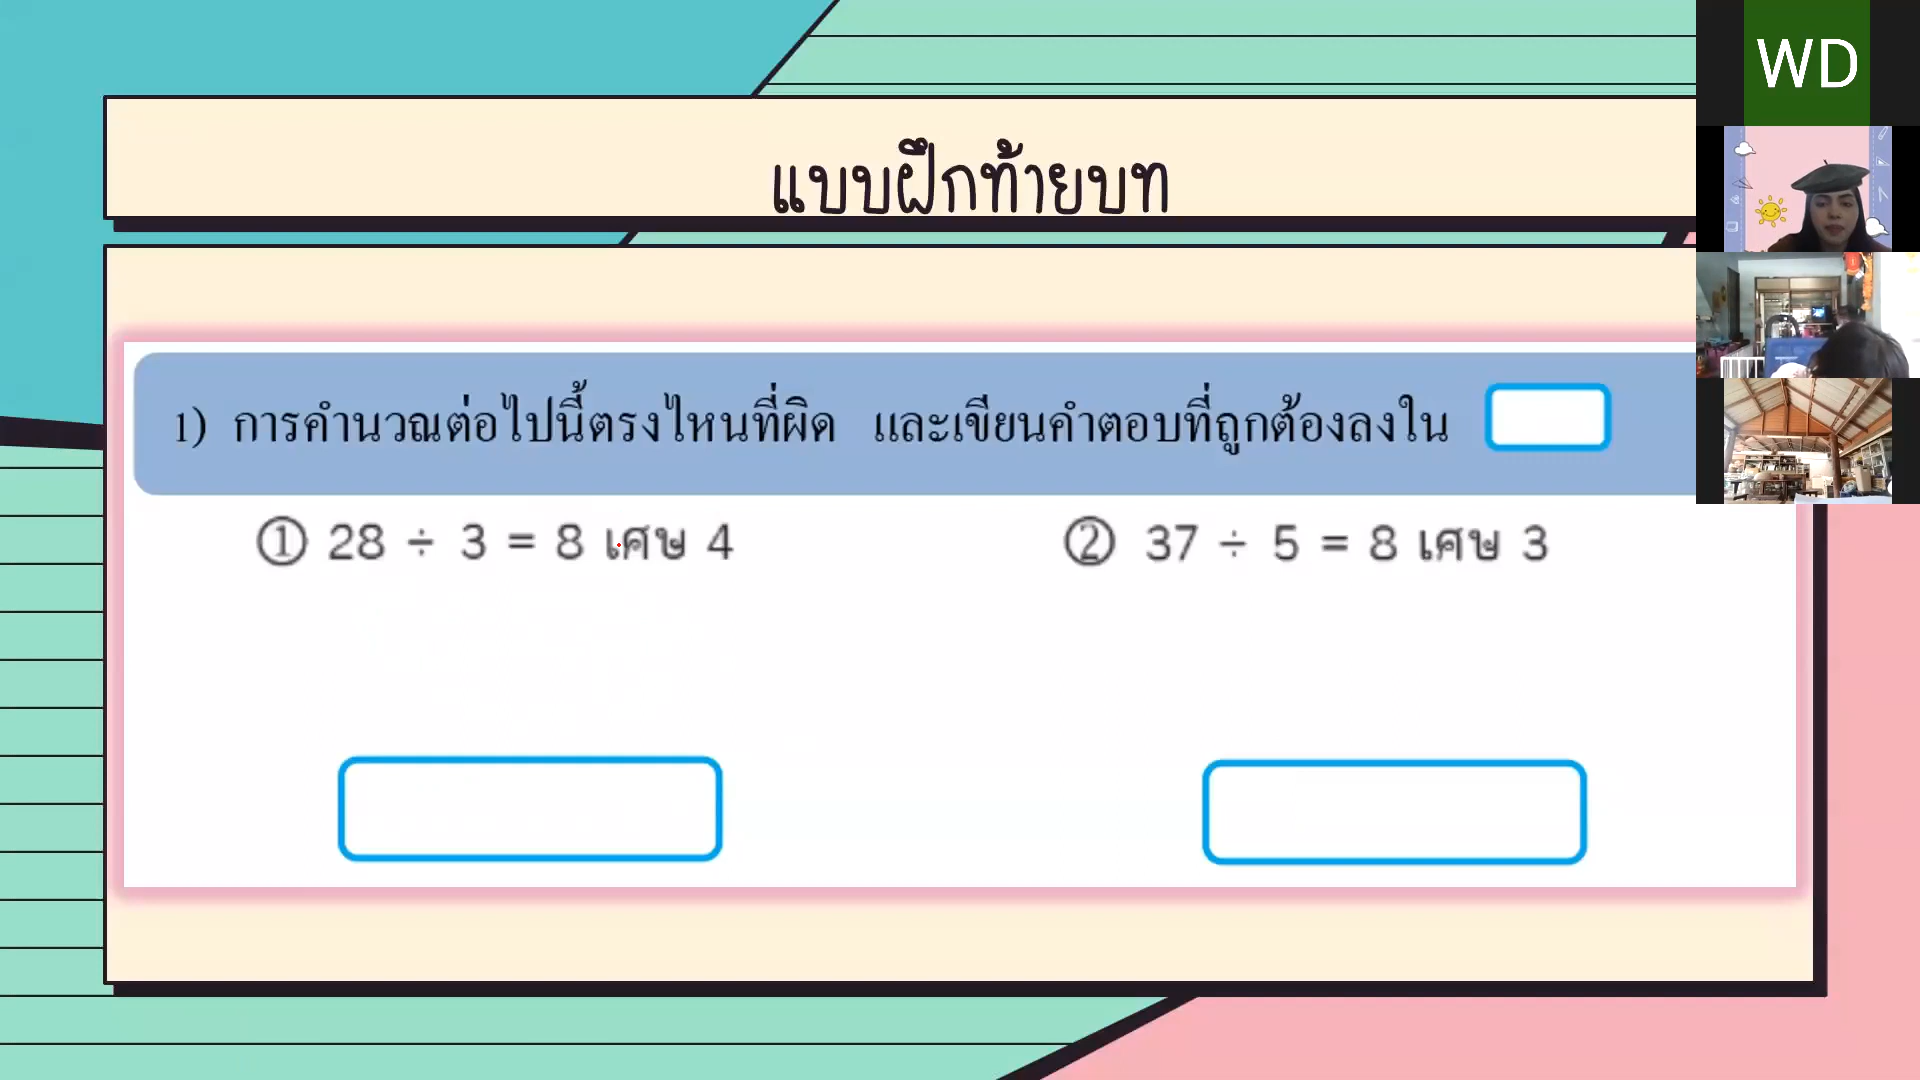 WD
แบบฝึกท้ายบท
1) การคำนวณต่อไปนี้ตรงไหนที่ผิด และเขียนคำตอบที่ถูกต้องลงใน
① 28 ÷ 3 = 8 เศษ 4
② 37 ÷ 5 = 8 เศษ 3